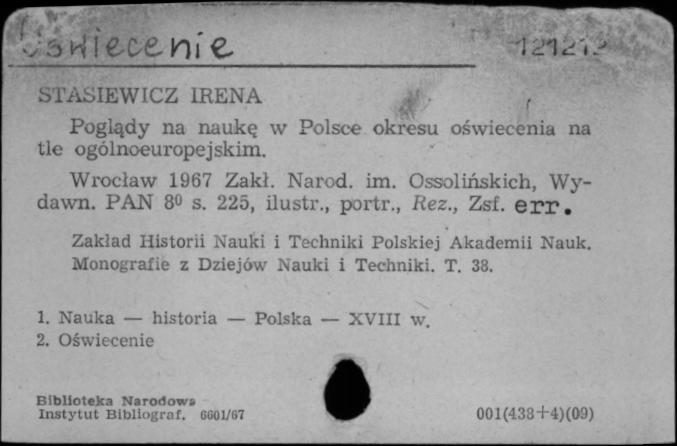 Oświecenie
STASIEWICZ IRENA
Poglądy na naukę w Polsce okresu oświecenia na
tle ogólnoeuropejskim.
Wrocław 1967 Zakł. Narod. im. Ossolińskich, Wy-
dawn. PAN 8⁰ s. 225, ilustr., portr., Rez., Zsf. err.
Zakład Historii Nauki i Techniki Polskiej Akademii Nauk.
Monografie z Dziejów Nauki i Techniki. T. 38.
1. Nauka — historia — Polska — XVIII w.
2. Oświecenie
Biblioteka Narodowa
Instytut Bibliograf. 6601/67
001(438+4)(09)